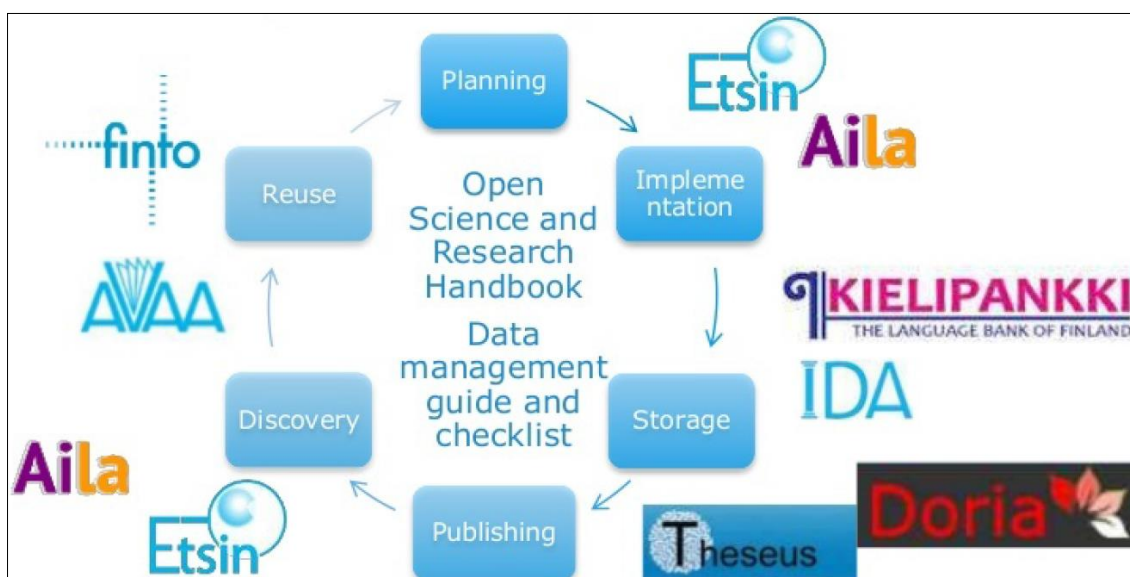 Planning
Etsin
Aila
finto
Reuse
Impleme
ntation
Open
Science and
Research
Handbook
AVAA
KIELIPANKKI
THE LANGUAGE BANK OF FINLAND
Data
management
guide and
checklist
IDA
Discovery
Storage
Aila
Etsin
Publishing
Theseus
Doria